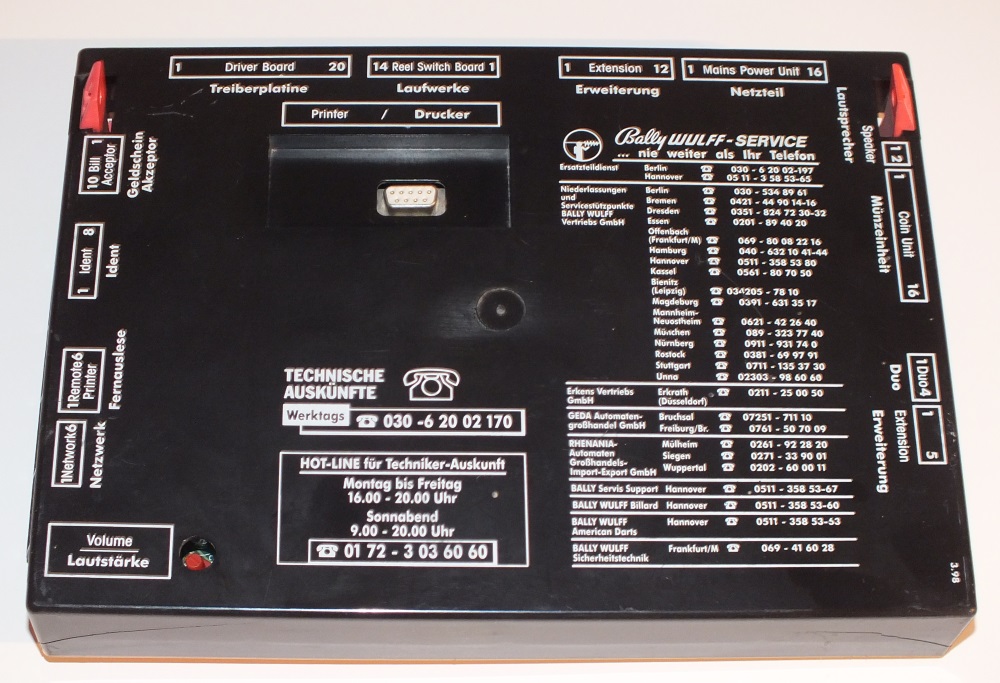 1 Driver Board 20
Treiberplatine
14 Reel Switch Board 1
Laufwerke
1 Extension 12
Erweiterung
1 Mains Power Unit 16
Netzteil
Printer / Drucker
10 Bill Acceptor 1
Geldschein Akzeptor
1 Ident 8
Ident
1 Remote 6
Printer
Fernauslese
1 Network 6
Netzwerk
Volume
Lautstärke
TECHNISCHE
AUSKÜNFTE
Werktags ☎ 030 -6 20 02 170
HOT-LINE für Techniker-Auskunft
Montag bis Freitag
16.00 - 20.00 Uhr
Sonnabend
9.00 - 20.00 Uhr
☎ 01 72 - 3 03 60 60
Bally WULFF - SERVICE
... nie weiter als Ihr Telefon
Ersatzteildienst Berlin ☎ 030 - 6 20 02-197
Hannover ☎ 05 11 - 3 58 53-65
Niederlassungen Berlin ☎ 030 - 534 89 61
und Bremen ☎ 0421 - 44 90 14-16
Servicestützpunkte Dresden ☎ 0351 - 824 72 30-32
BALLY WULFF Essen ☎ 0201 - 89 40 20
Vertriebs GmbH
Offenbach
(Frankfurt/M) ☎ 069 - 80 08 22 16
Hamburg ☎ 040 - 632 10 41-44
Hannover ☎ 0511 - 358 53 80
Kassel ☎ 0561 - 80 70 50
Bienitz
(Leipzig) ☎ 034205 - 78 10
Magdeburg ☎ 0391 - 631 35 17
Mannheim-
Neuostheim ☎ 0621 - 42 26 40
München ☎ 089 - 323 77 40
Nürnberg ☎ 0911 - 931 74 0
Rostock ☎ 0381 - 69 97 91
Stuttgart ☎ 0711 - 135 37 30
Unna ☎ 02303 - 98 60 60
Erkens Vertriebs Erkrath ☎ 0211 - 25 00 50
GmbH (Düsseldorf)
GEDA Automaten- Bruchsal ☎ 07251 - 711 10
großhandel GmbH Freiburg/Br. ☎ 0761 - 50 70 09
RHENANIA- Mülheim ☎ 0261 - 92 28 20
Automaten Siegen ☎ 0271 - 33 90 01
Großhandels- Wuppertal ☎ 0202 - 60 00 11
Import-Export GmbH
BALLY Servis Support Hannover ☎ 0511 - 358 53-67
BALLY WULFF Billard Hannover ☎ 0511 - 358 53-60
BALLY WULFF Hannover ☎ 0511 - 358 53-63
American Darts
BALLY WULFF Frankfurt/M ☎ 069 - 41 60 28
Sicherheitstechnik
Lautsprecher
Speaker
1 2
1 Coin Unit 16
Münzeinheit
1 Duo 4
Duo
1 5
Extension
Erweiterung
3.98